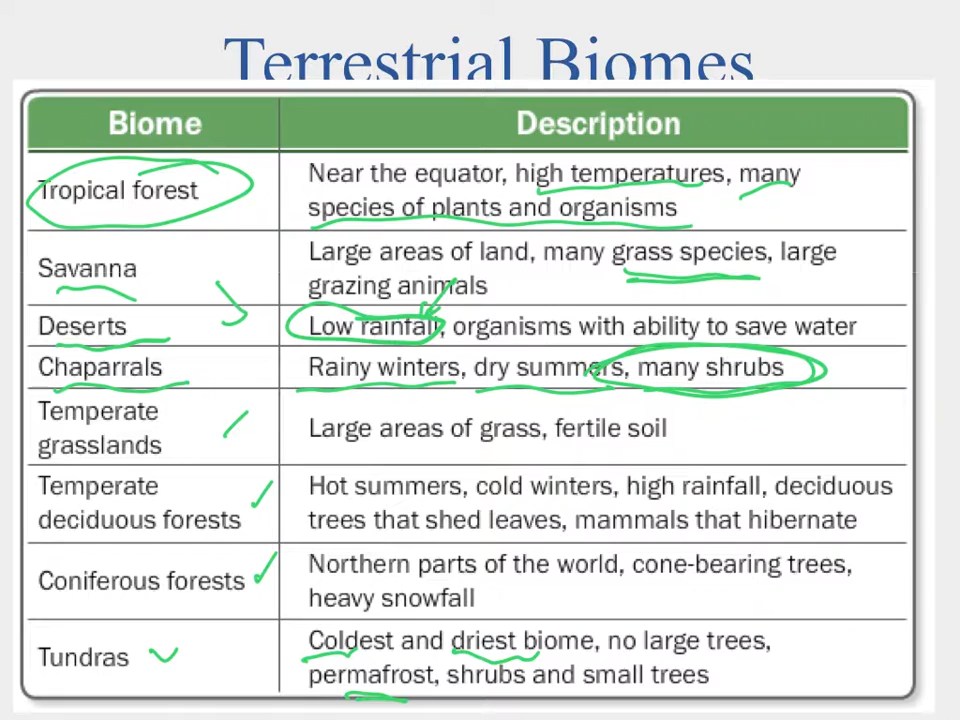 Terrestrial Biomes
Biome Description
Tropical forest
Near the equator, high temperatures, many
species of plants and organisms
Savanna
Large areas of land, many grass species, large
grazing animals
Deserts
Low rainfall, organisms with ability to save water
Chaparrals
Rainy winters, dry summers, many shrubs
Temperate
grasslands
Large areas of grass, fertile soil
Temperate
deciduous forests
Hot summers, cold winters, high rainfall, deciduous
trees that shed leaves, mammals that hibernate
Coniferous forests
Northern parts of the world, cone-bearing trees,
heavy snowfall
Tundras
Coldest and driest biome, no large trees,
permafrost, shrubs and small trees